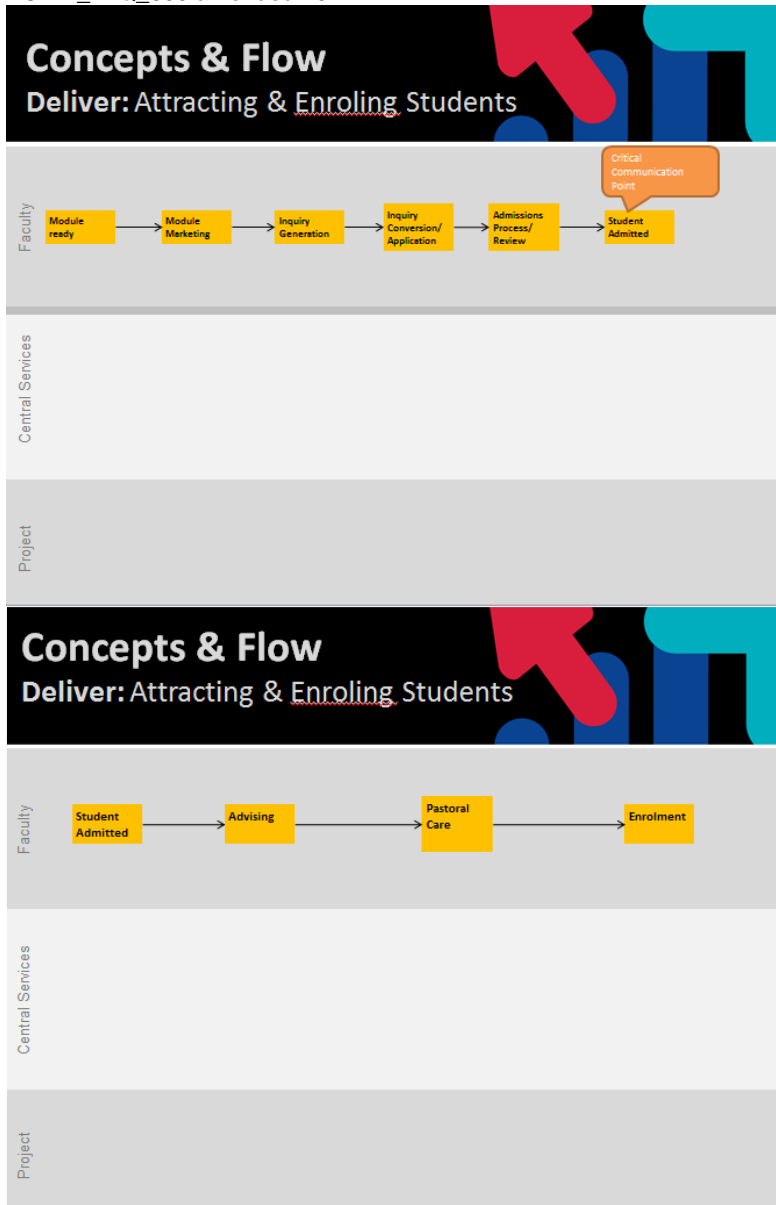 Concepts & Flow
Deliver: Attracting & Enroling Students
Critical
Communication
Point
Faculty
Module
ready
Module
Marketing
Inquiry
Generation
Inquiry
Conversion/
Application
Admissions
Process/
Review
Student
Admitted
Central Services
Project
Concepts & Flow
Deliver: Attracting & Enroling Students
Faculty
Student
Admitted
Advising
Pastoral
Care
Enrolment
Central Services
Project